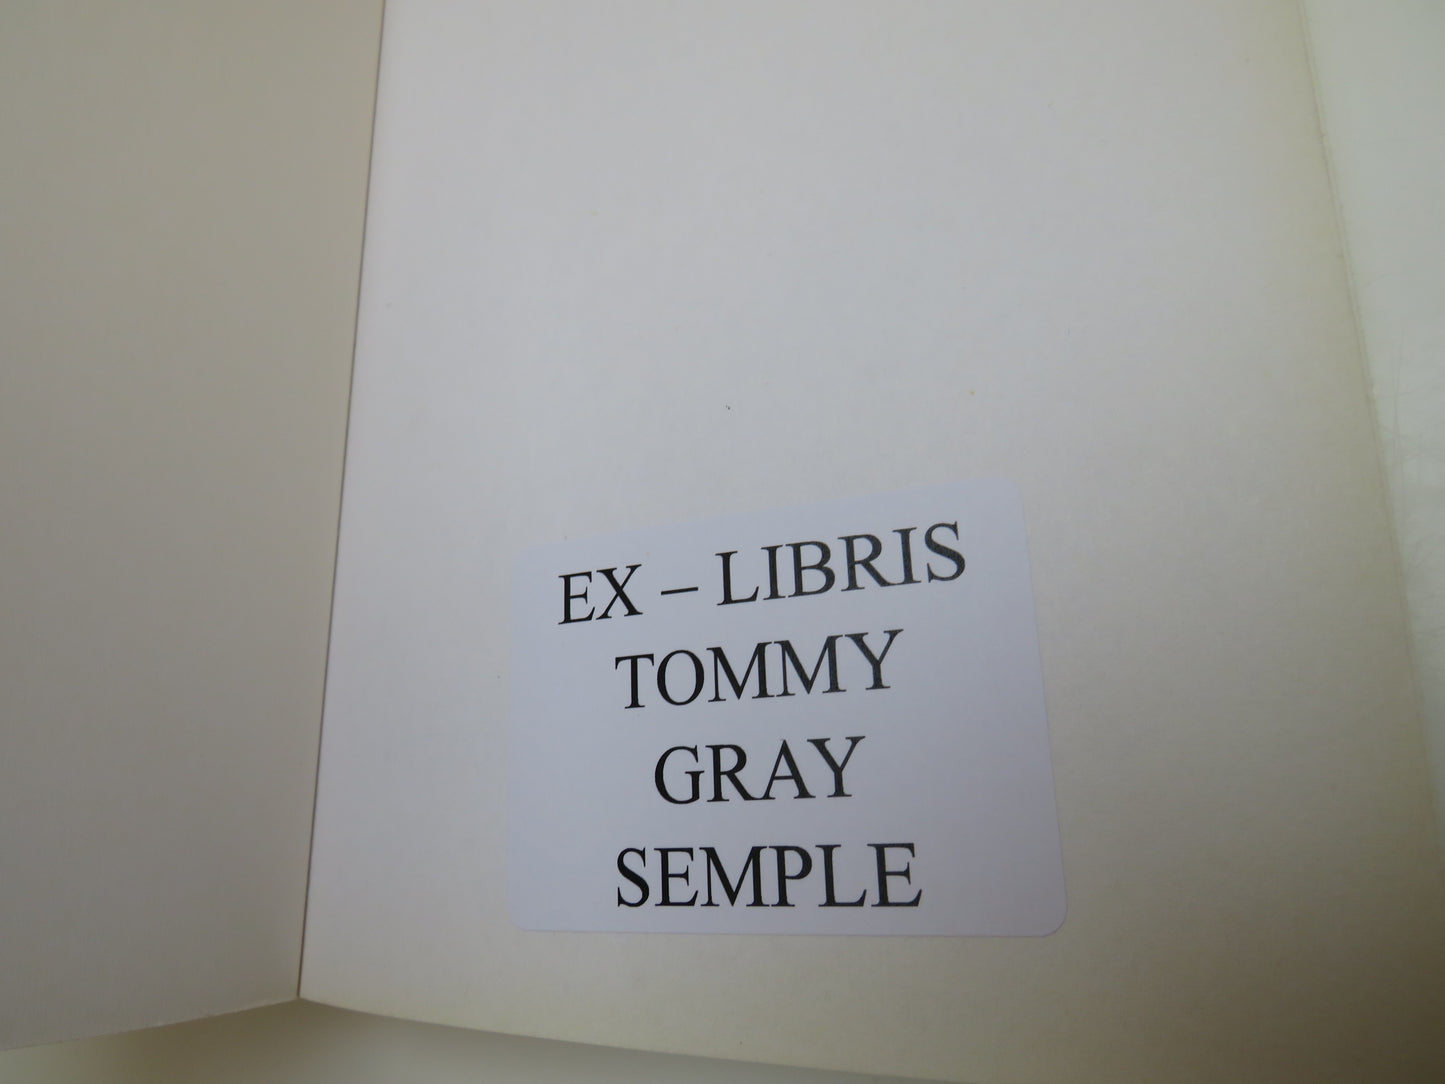 EX – LIBRIS
TOMMY
GRAY
SEMPLE